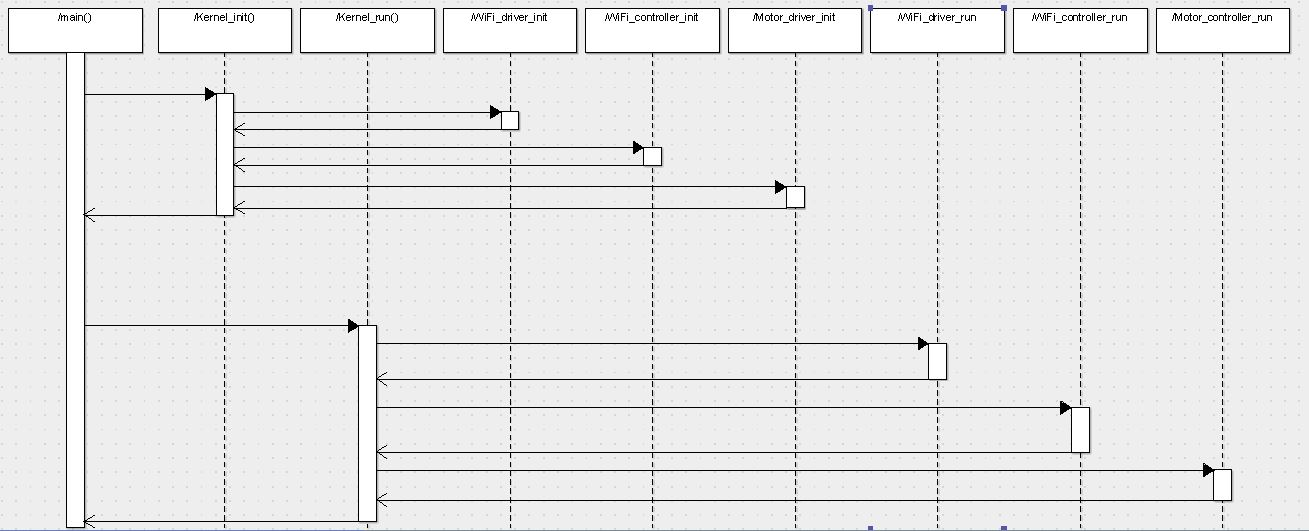 /main()
/Kernel_init()
/Kernel_run()
/WiFi_driver_init
/WiFi_controller_init
/Motor_driver_init
/WiFi_driver_run
/WiFi_controller_run
/Motor_controller_run